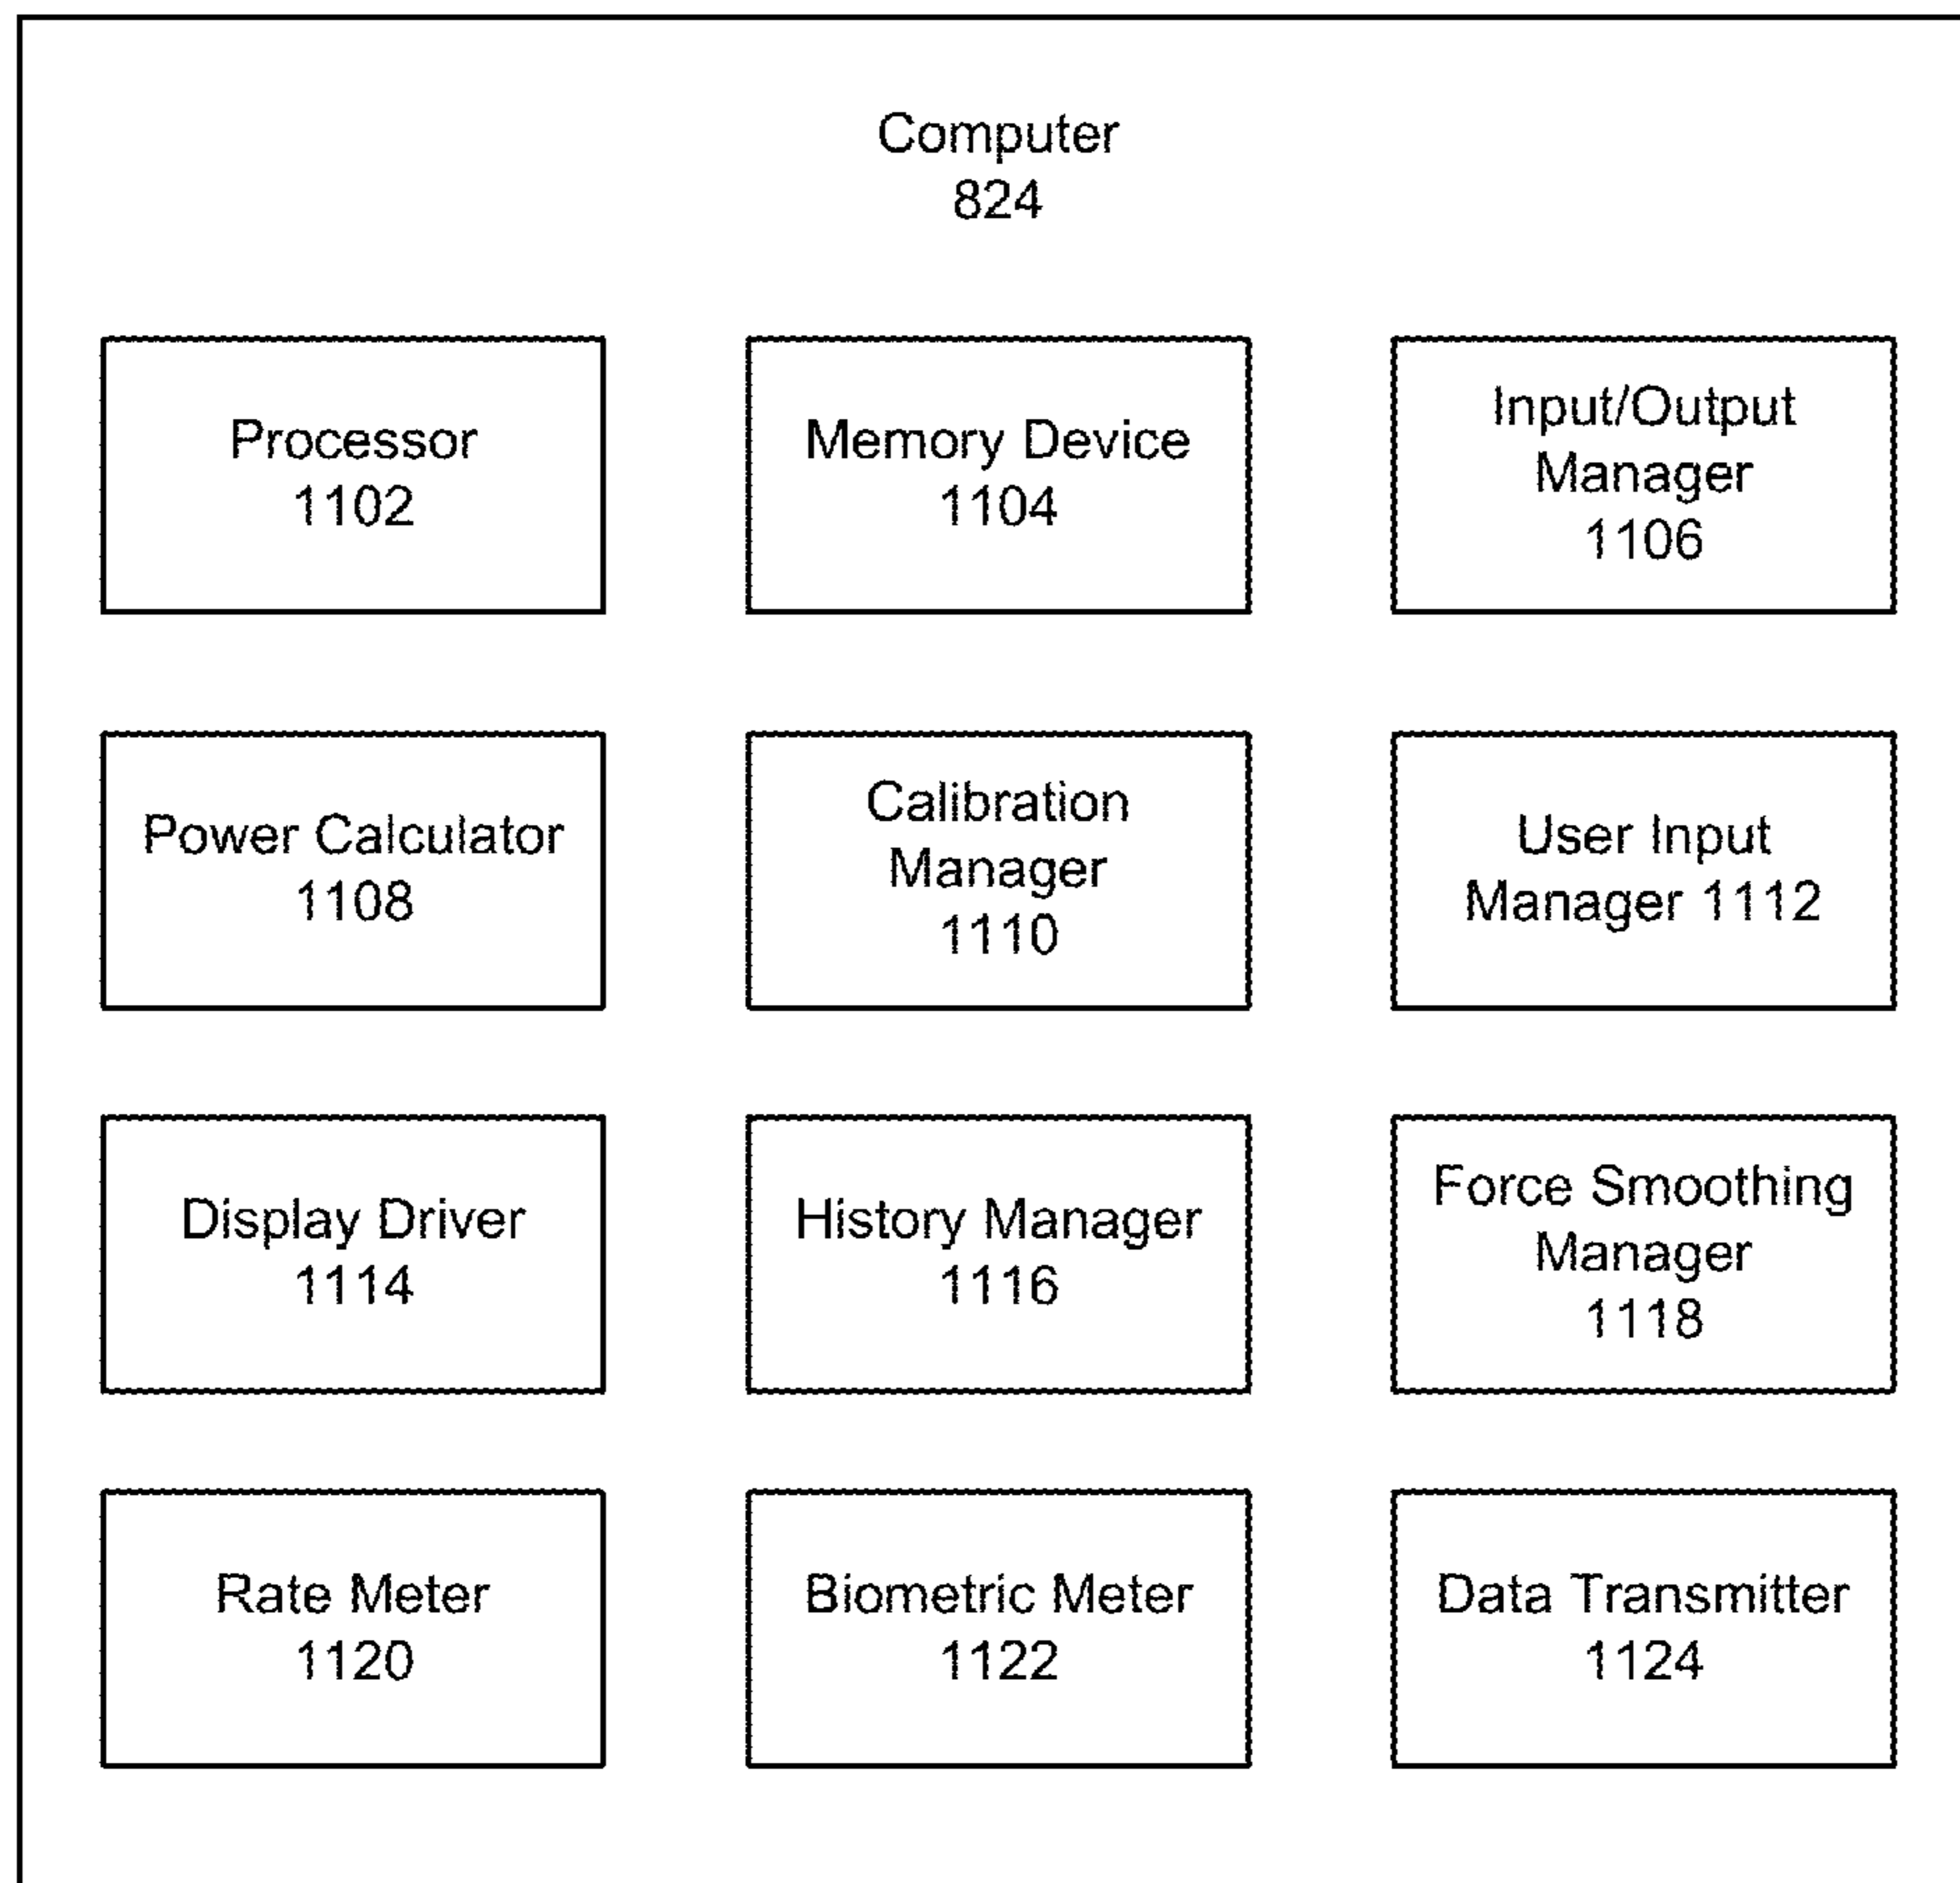 Computer
824
Processor
1102
Memory Device
1104
Input/Output
Manager
1106
Power Calculator
1108
Calibration
Manager
1110
User Input
Manager 1112
Display Driver
1114
History Manager
1116
Force Smoothing
Manager
1118
Rate Meter
1120
Biometric Meter
1122
Data Transmitter
1124